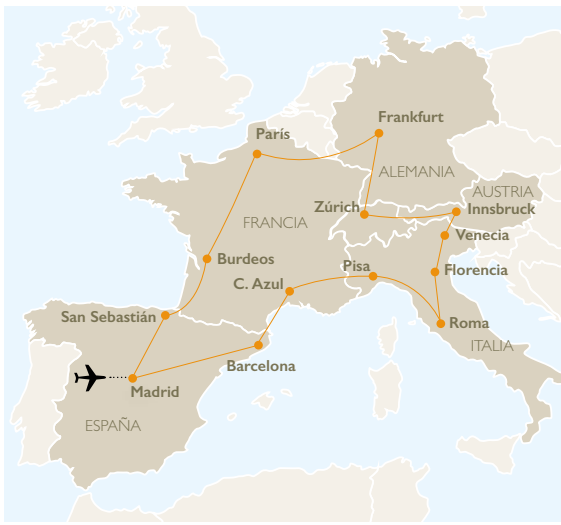 Frankfurt
París
ALEMANIA
AUSTRIA
Zúrich
Innsbruck
FRANCIA
Venecia
Burdeos
Pisa
Florencia
C. Azul
San Sebastián
Roma
ITALIA
Barcelona
Madrid
ESPAÑA